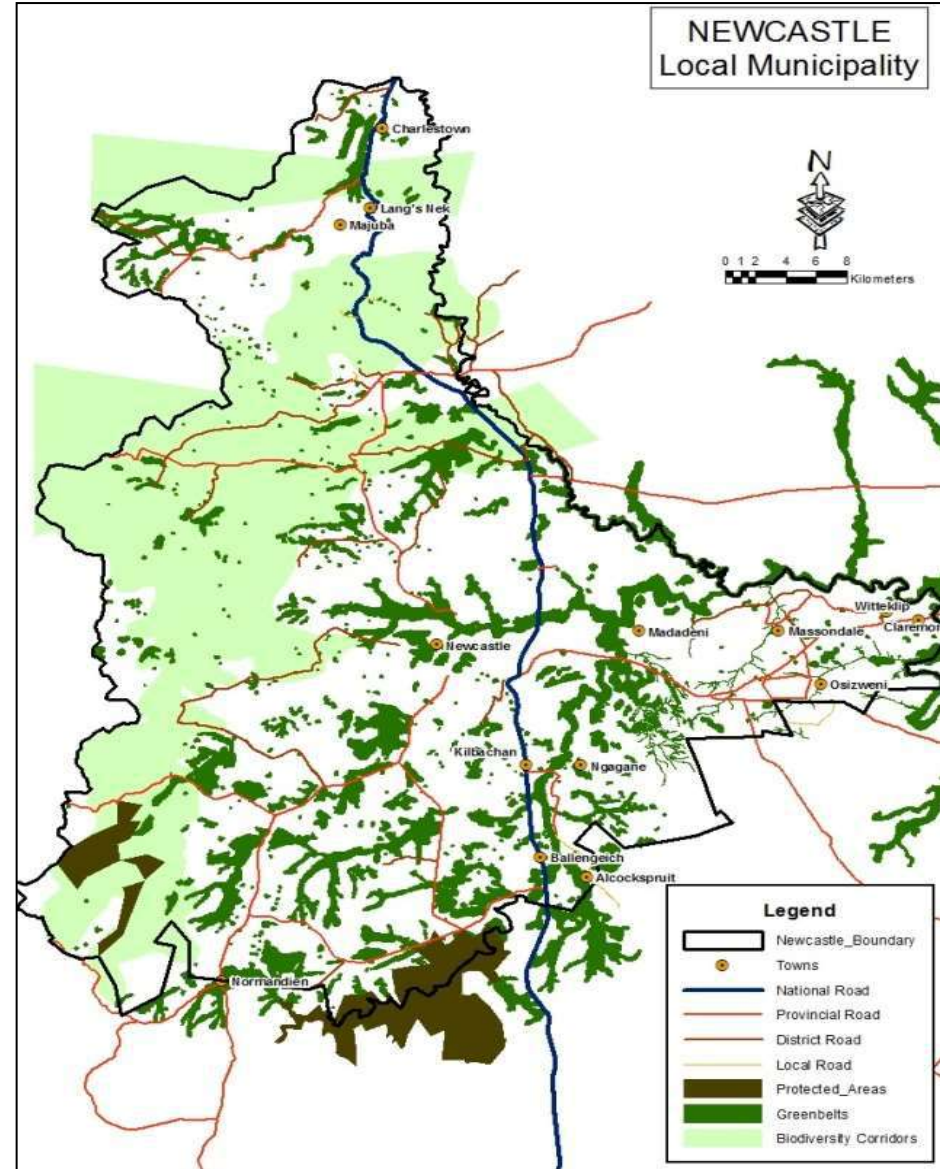 NEWCASTLE
Local Municipality
N
0 1 2 4 6 8
Kilometers
Charlestown
Lang's Nek
Majuba
Witteklip
Claremon
Madadeni
Massondale
Newcastle
Osizweni
Kilbachan
Ngagane
Ballengeich
Alcockspruit
Normandien
Legend
Newcastle_Boundary
Towns
National Road
Provincial Road
District Road
Local Road
Protected_Areas
Greenbelts
Biodiversity Corridors